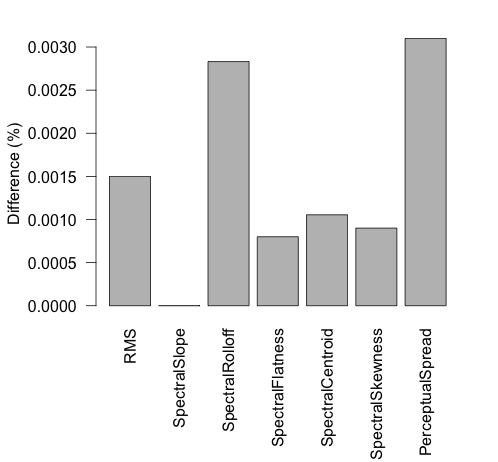 Difference (%)
0.0030
0.0025
0.0020
0.0015
0.0010
0.0005
0.0000
RMS
SpectralSlope
SpectralRolloff
SpectralFlatness
SpectralCentroid
SpectralSkewness
PerceptualSpread